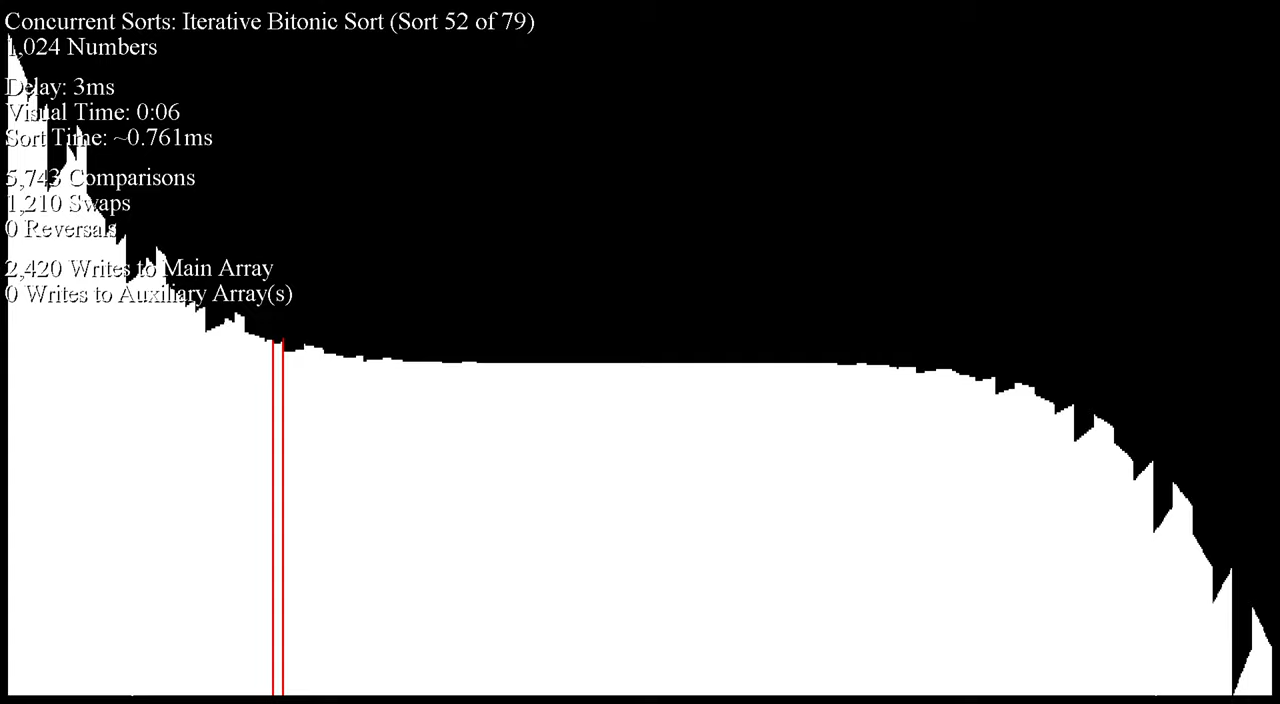 Concurrent Sorts: Iterative Bitonic Sort (Sort 52 of 79)
1,024 Numbers
Delay: 3ms
Visual Time: 0:06
Sort Time: ~0.761ms
5,743 Comparisons
1,210 Swaps
0 Reversals
2,420 Writes to Main Array
0 Writes to Auxiliary Array(s)